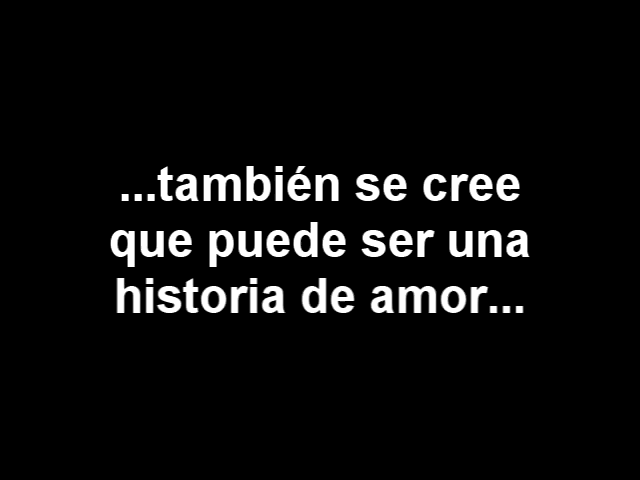 ...también se cree
que puede ser una
historia de amor...